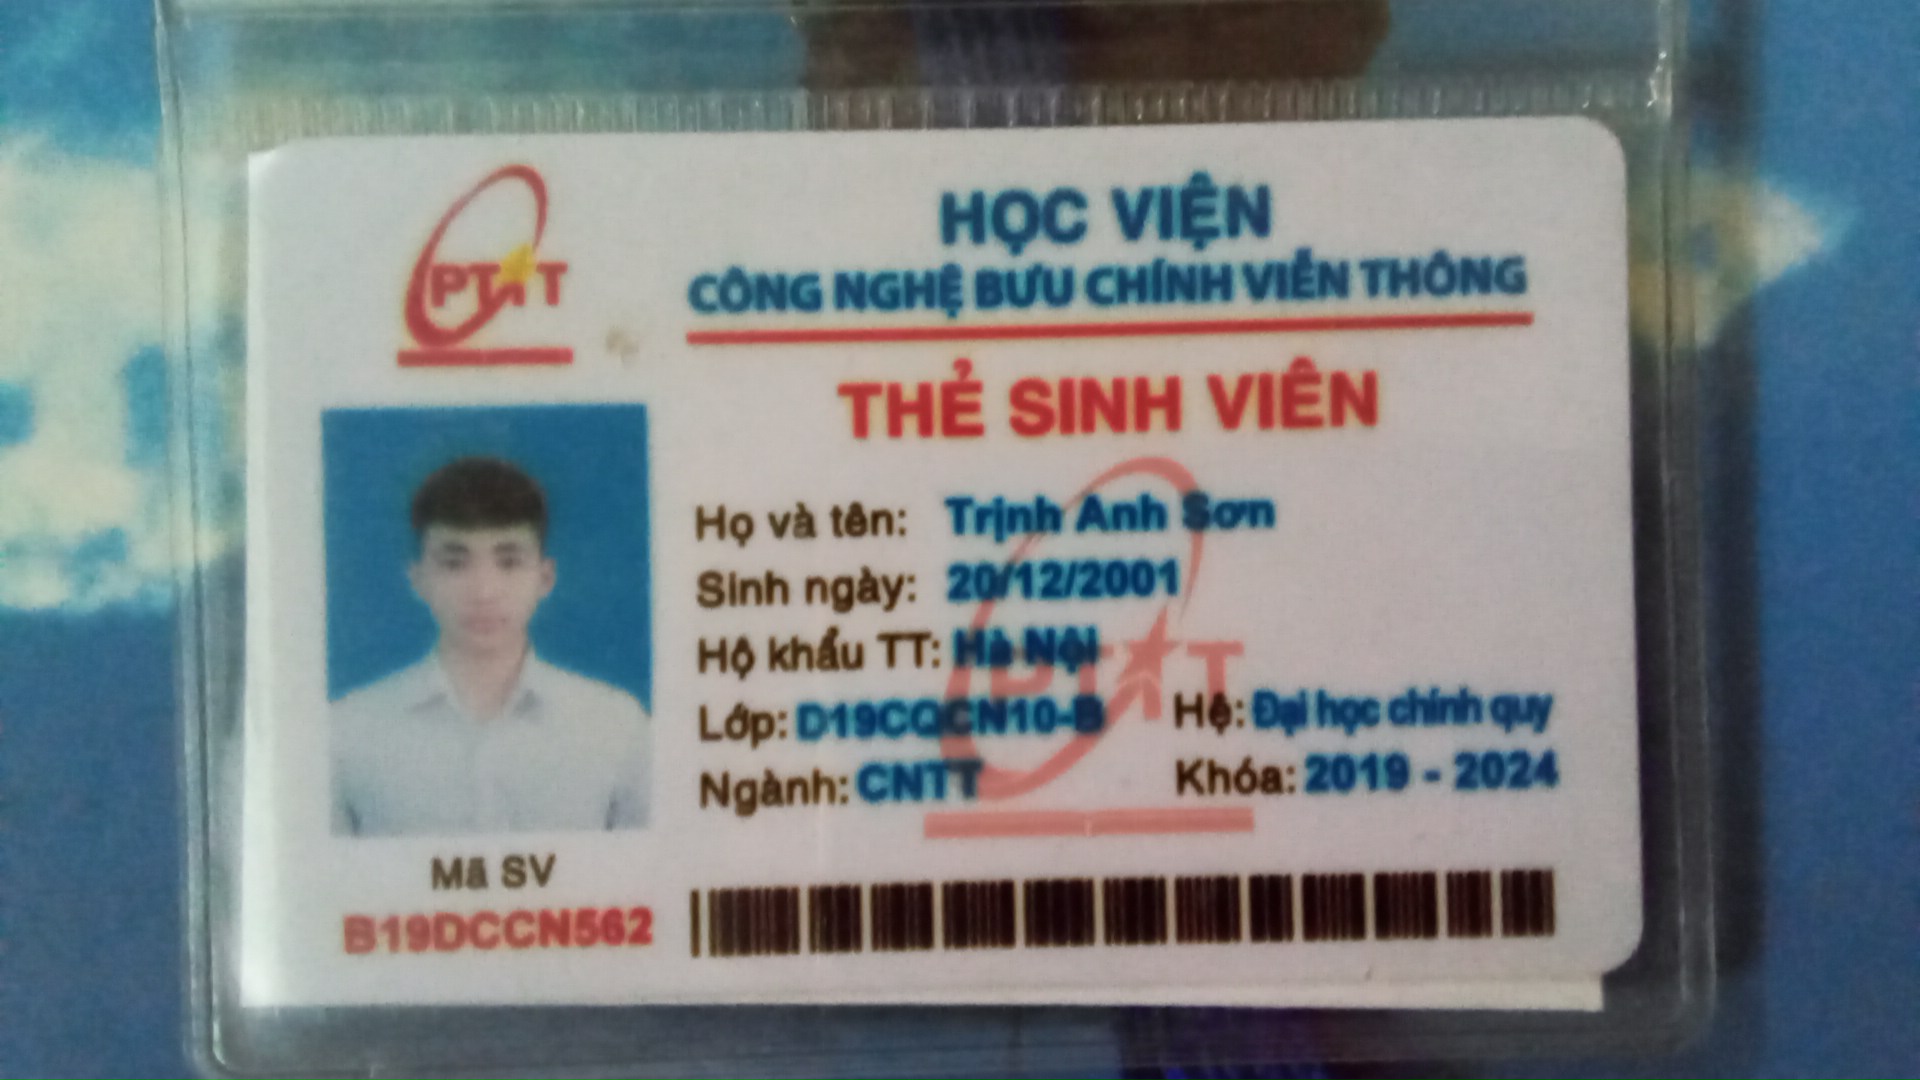 PTIT
HỌC VIỆN
CÔNG NGHỆ BƯU CHÍNH VIỄN THÔNG
THẺ SINH VIÊN
Họ và tên: Trịnh Anh Sơn
Sinh ngày: 20/12/2001
Hộ khẩu TT: Hà Nội
PTIT
Lớp: D19CQCN10-B Hệ: Đại học chính quy
Ngành: CNTT Khóa: 2019 - 2024
Mã SV
B19DCCN562